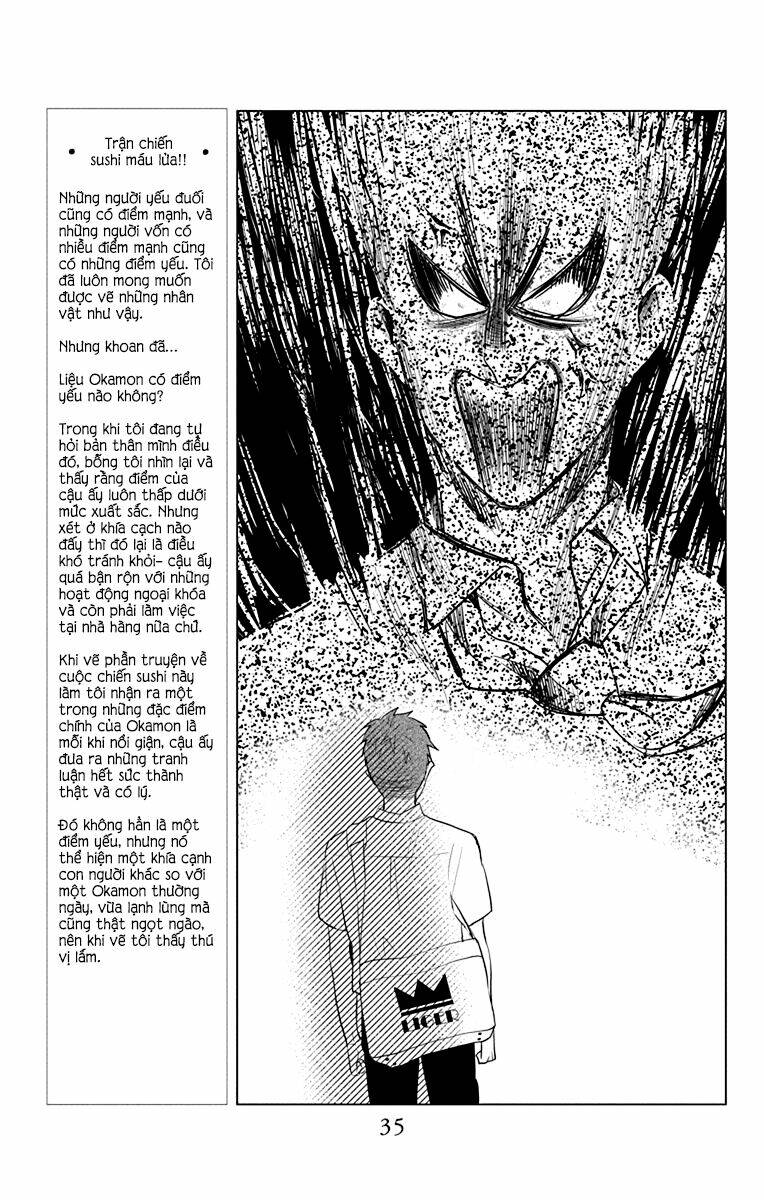 Trận chiến
sushi máu lửa!!
Những người yếu đuối
cũng có điểm mạnh, và
những người vốn có
nhiều điểm mạnh cũng
có những điểm yếu. Tôi
đã luôn mong muốn
được vẽ những nhân
vật như vậy.
Nhưng khoan đã...
Liệu Okamon có điểm
yếu nào không?
Trong khi tôi đang tự
hỏi bản thân mình điều
đó, bỗng tôi nhìn lại và
thấy rằng điểm của
cậu ấy luôn thấp dưới
mức xuất sắc. Nhưng
xét ở khía cạch nào
đấy thì đó lại là điều
khó tránh khỏi- cậu ấy
quá bận rộn với những
hoạt động ngoại khóa
và còn phải làm việc
tại nhà hàng nữa chứ.
Khi vẽ phần truyện về
cuộc chiến sushi này
làm tôi nhận ra một
trong những đặc điểm
chính của Okamon là
mỗi khi nổi giận, cậu ấy
đưa ra những tranh
luận hết sức thành
thật và có lý.
Đó không hẳn là một
điểm yếu, nhưng nó
thể hiện một khía cạnh
con người khác so với
một Okamon thường
ngày, vừa lạnh lùng mà
cũng thật ngọt ngào,
nên khi vẽ tôi thấy thú
vị lắm.
LIGER
35